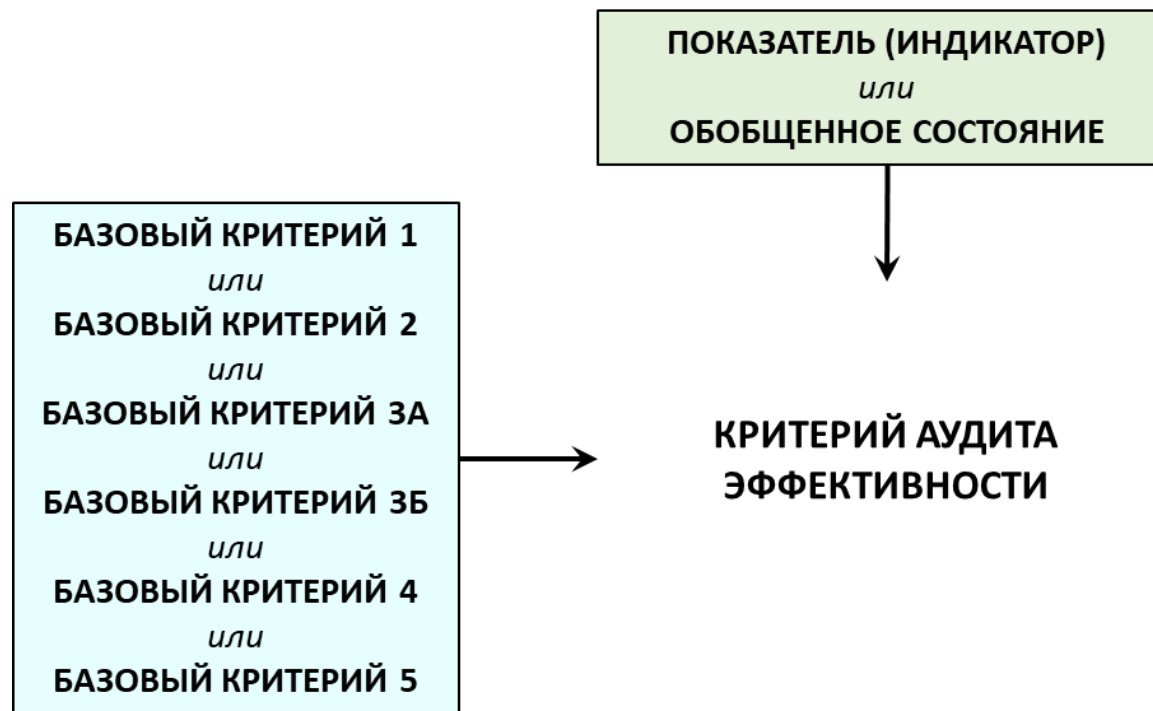 ПОКАЗАТЕЛЬ (ИНДИКАТОР)
или
ОБОБЩЕННОЕ СОСТОЯНИЕ
БАЗОВЫЙ КРИТЕРИЙ 1
или
БАЗОВЫЙ КРИТЕРИЙ 2
или
БАЗОВЫЙ КРИТЕРИЙ 3А
или
БАЗОВЫЙ КРИТЕРИЙ 3Б
или
БАЗОВЫЙ КРИТЕРИЙ 4
или
БАЗОВЫЙ КРИТЕРИЙ 5
КРИТЕРИЙ АУДИТА
ЭФФЕКТИВНОСТИ